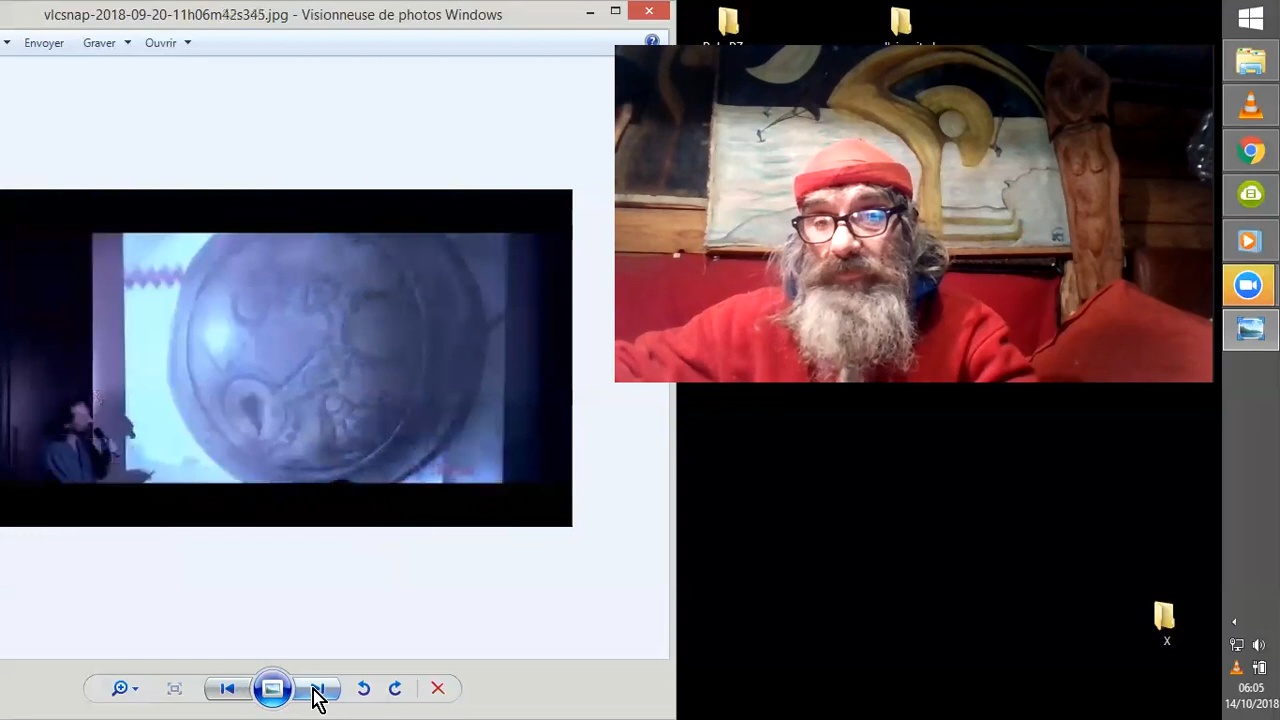 vlcsnap-2018-09-20-11h06m42s345.jpg - Visionneuse de photos Windows
Envoyer Graver Ouvrir
X
06:05
14/10/2018